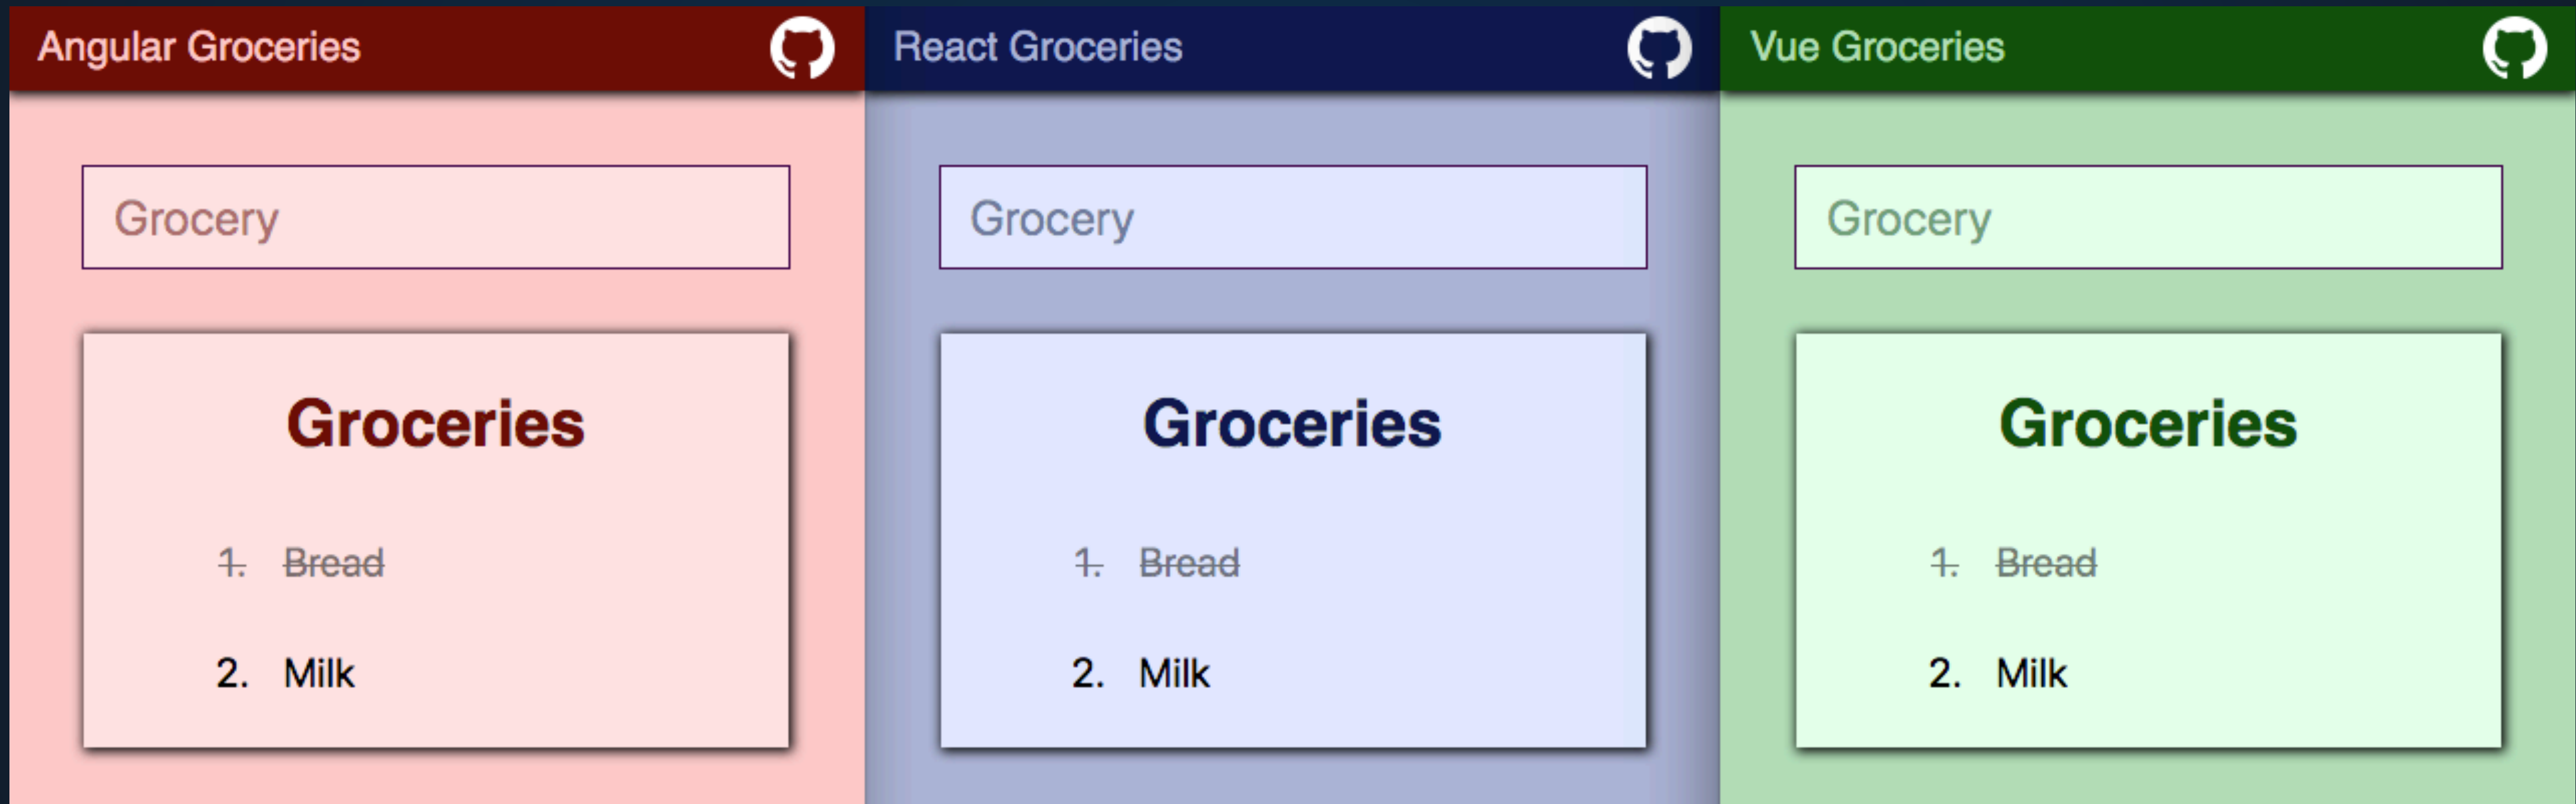 Angular Groceries
Grocery
Groceries
1. Bread
2. Milk
React Groceries
Grocery
Groceries
1. Bread
2. Milk
Vue Groceries
Grocery
Groceries
1. Bread
2. Milk